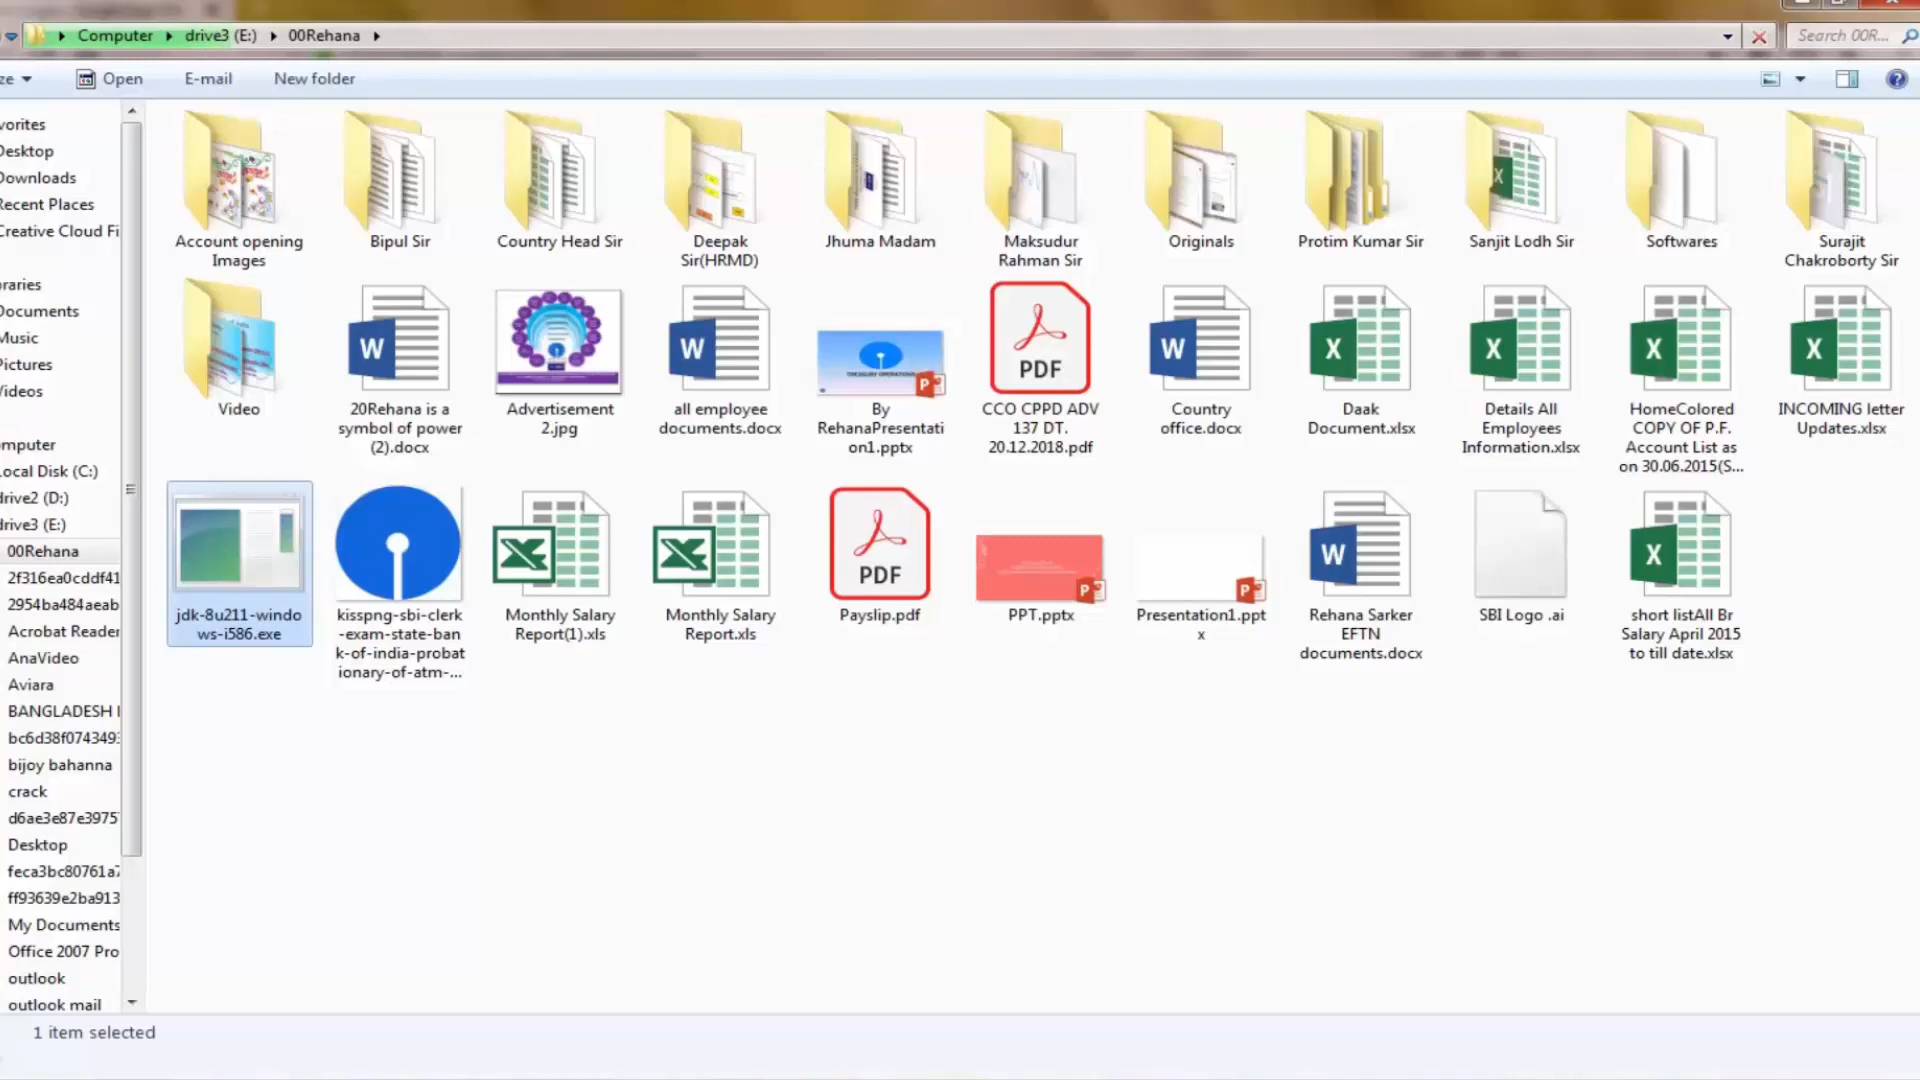 Computer drive3 (E:) 00Rehana
Search 00R...
ze Open E-mail New folder
vorites
Desktop
Downloads
Recent Places
Creative Cloud Fi
braries
Documents
Music
Pictures
Videos
omputer
Local Disk (C:)
drive2 (D:)
drive3 (E:)
00Rehana
2f316ea0cddf41
2954ba484aeab
Acrobat Reader
AnaVideo
Aviara
BANGLADESH
bc6d38f0743493
bijoy bahanna
crack
d6ae3e87e3975
Desktop
feca3bc80761a7
ff93639e2ba913
My Documents
Office 2007 Pro
outlook
outlook mail
Account opening
Images
Bipul Sir
Country Head Sir
Deepak
Sir(HRMD)
Jhuma Madam
Maksudur
Rahman Sir
Originals
Protim Kumar Sir
Sanjit Lodh Sir
Softwares
Surajit
Chakroborty Sir
Video
20Rehana is a
symbol of power
(2).docx
Advertisement
2.jpg
all employee
documents.docx
By
RehanaPresentati
on1.pptx
PDF
CCO CPPD ADV
137 DT.
20.12.2018.pdf
Country
office.docx
Daak
Document.xlsx
Details All
Employees
Information.xlsx
HomeColored
COPY OF P.F.
Account List as
on 30.06.2015(S...
INCOMING letter
Updates.xlsx
jdk-8u211-windo
ws-i586.exe
kisspng-sbi-clerk
-exam-state-ban
k-of-india-probat
ionary-of-atm-...
Monthly Salary
Report(1).xls
Monthly Salary
Report.xls
PDF
Payslip.pdf
PPT.pptx
Presentation1.ppt
x
Rehana Sarker
EFTN
documents.docx
SBI Logo .ai
short listAll Br
Salary April 2015
to till date.xlsx
1 item selected